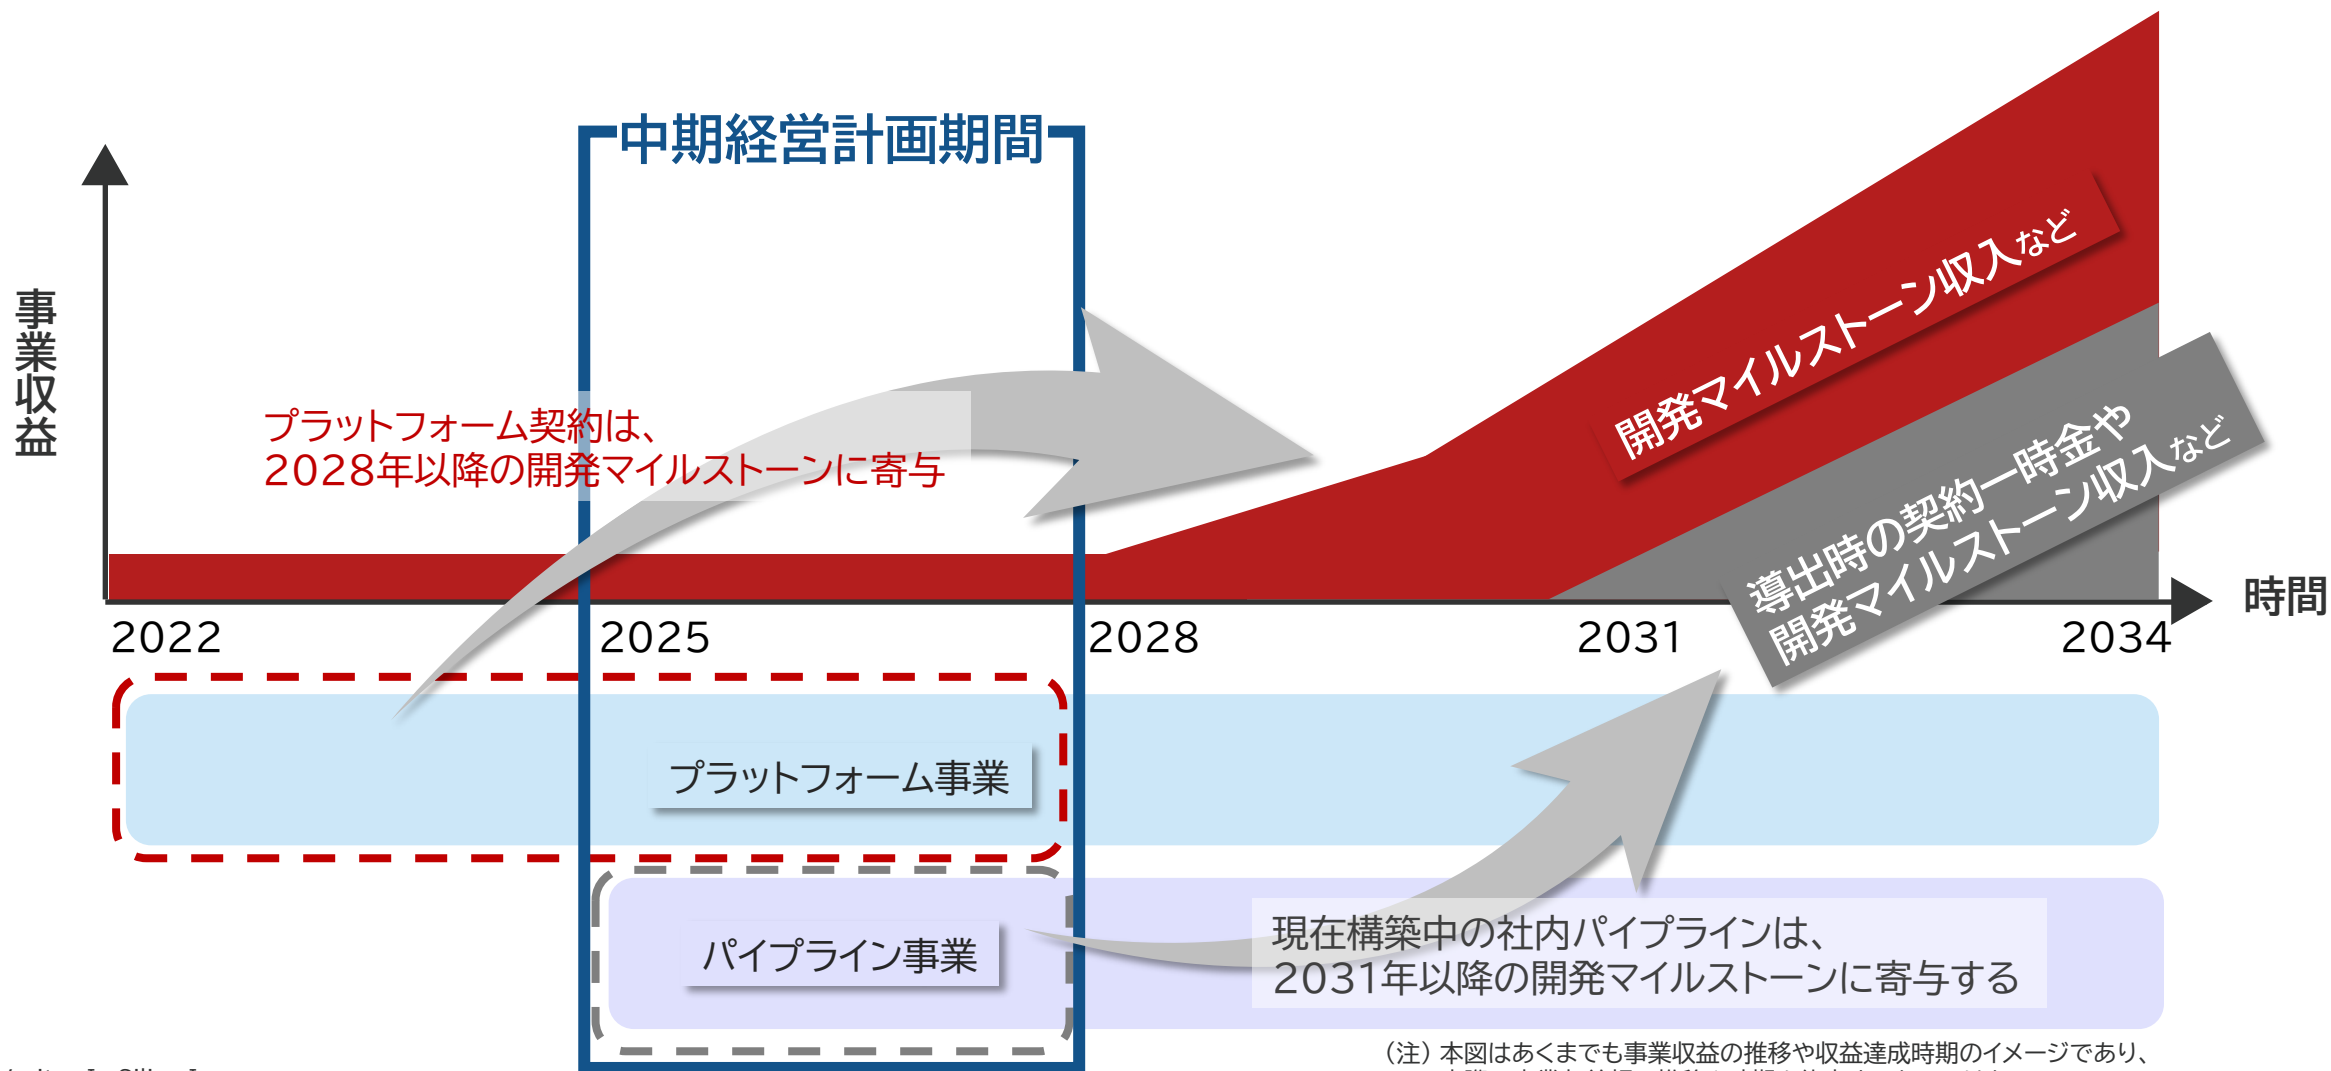 中期経営計画期間
事業収益
プラットフォーム契約は、
2028年以降の開発マイルストーンに寄与
開発マイルストーン収入など
導出時の契約一時金や
開発マイルストーン収入など
時間
2022
2025
2028
2031
2034
プラットフォーム事業
パイプライン事業
現在構築中の社内パイプラインは、
2031年以降の開発マイルストーンに寄与する
（注）本図はあくまでも事業収益の推移や収益達成時期のイメージであり、